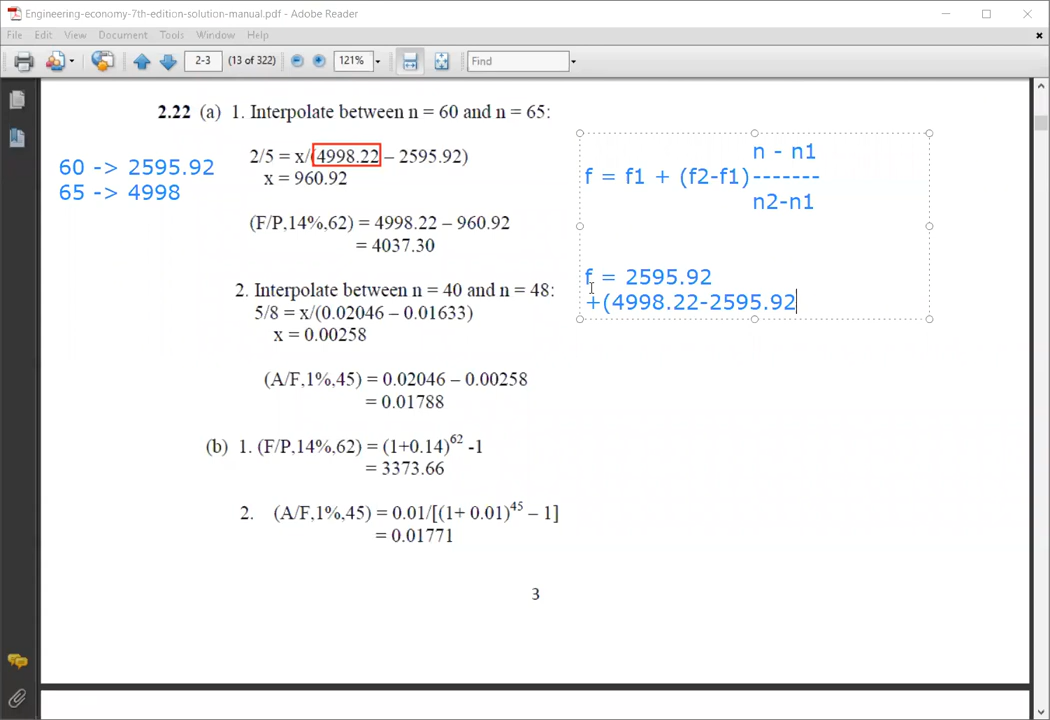 Engineering-economy-7th-edition-solution-manual.pdf - Adobe Reader
File Edit View Document Tools Window Help
2-3 (13 of 322) 121% Find
2.22 (a) 1. Interpolate between n = 60 and n = 65:
2/5 = x/(4998.22 – 2595.92)
x = 960.92
(F/P,14%,62) = 4998.22 – 960.92
= 4037.30
2. Interpolate between n = 40 and n = 48:
5/8 = x/(0.02046 – 0.01633)
x = 0.00258
(A/F,1%,45) = 0.02046 – 0.00258
= 0.01788
(b) 1. (F/P,14%,62) = (1+0.14)^62 -1
= 3373.66
2. (A/F,1%,45) = 0.01/[(1+ 0.01)^45 – 1]
= 0.01771
3
60 -> 2595.92
65 -> 4998
n - n1
f = f1 + (f2-f1)-------
n2-n1
f = 2595.92
+(4998.22-2595.92